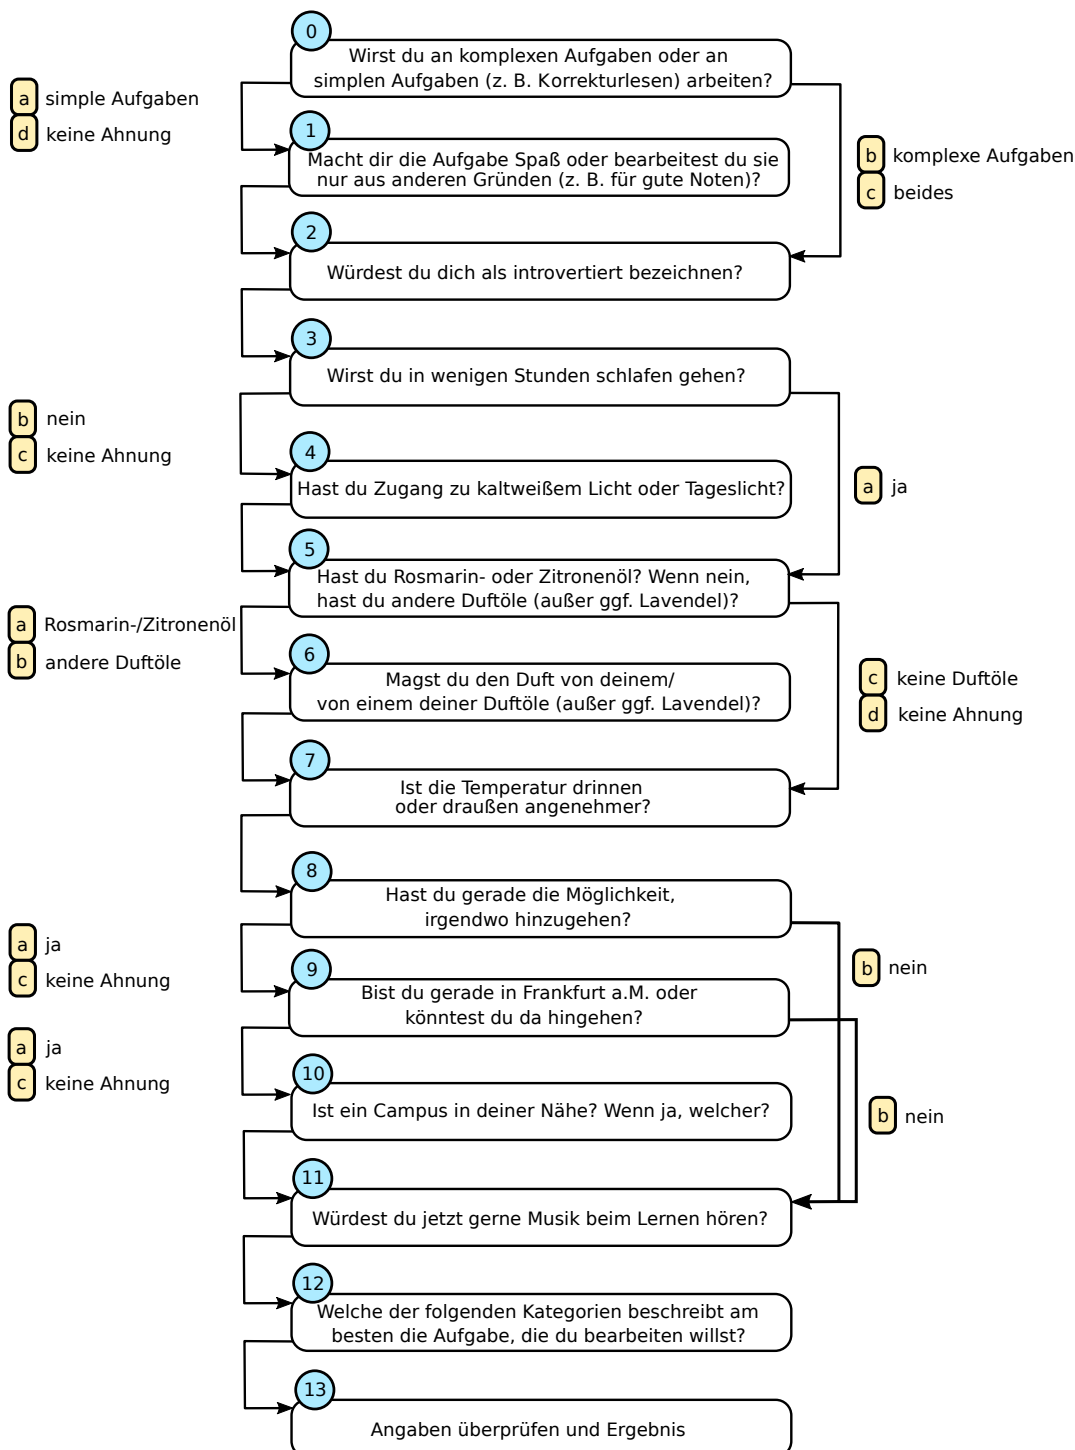 0
Wirst du an komplexen Aufgaben oder an
simplen Aufgaben (z. B. Korrekturlesen) arbeiten?
a simple Aufgaben
d keine Ahnung
b komplexe Aufgaben
c beides
1
Macht dir die Aufgabe Spaß oder bearbeitest du sie
nur aus anderen Gründen (z. B. für gute Noten)?
2
Würdest du dich als introvertiert bezeichnen?
3
Wirst du in wenigen Stunden schlafen gehen?
b nein
c keine Ahnung
a ja
4
Hast du Zugang zu kaltweißem Licht oder Tageslicht?
5
Hast du Rosmarin- oder Zitronenöl? Wenn nein,
hast du andere Duftöle (außer ggf. Lavendel)?
a Rosmarin-/Zitronenöl
b andere Duftöle
c keine Duftöle
d keine Ahnung
6
Magst du den Duft von deinem/
von einem deiner Duftöle (außer ggf. Lavendel)?
7
Ist die Temperatur drinnen
oder draußen angenehmer?
8
Hast du gerade die Möglichkeit,
irgendwo hinzugehen?
a ja
c keine Ahnung
b nein
9
Bist du gerade in Frankfurt a.M. oder
könntest du da hingehen?
a ja
c keine Ahnung
b nein
10
Ist ein Campus in deiner Nähe? Wenn ja, welcher?
11
Würdest du jetzt gerne Musik beim Lernen hören?
12
Welche der folgenden Kategorien beschreibt am
besten die Aufgabe, die du bearbeiten willst?
13
Angaben überprüfen und Ergebnis